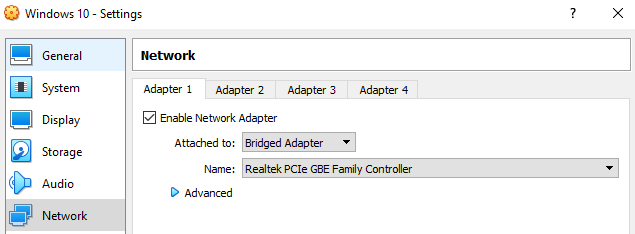 Windows 10 - Settings
?
General
System
Display
Storage
Audio
Network
Network
Adapter 1 Adapter 2 Adapter 3 Adapter 4
Enable Network Adapter
Attached to: Bridged Adapter
Name: Realtek PCIe GBE Family Controller
Advanced